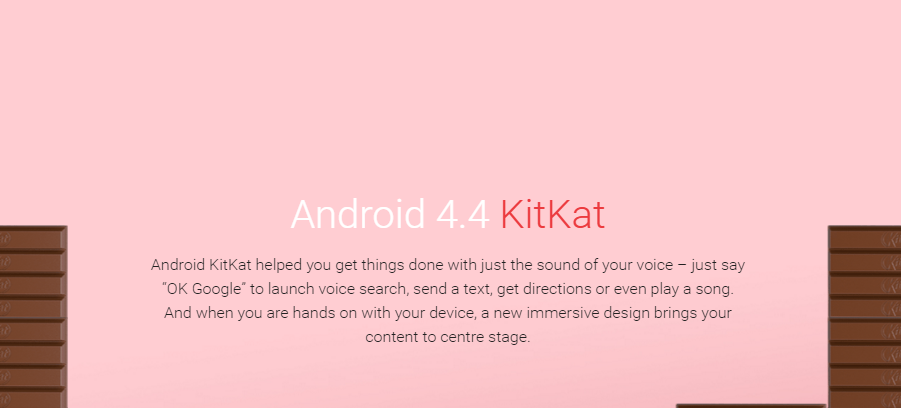 Android 4.4 KitKat
Android KitKat helped you get things done with just the sound of your voice – just say
“OK Google” to launch voice search, send a text, get directions or even play a song.
And when you are hands on with your device, a new immersive design brings your
content to centre stage.